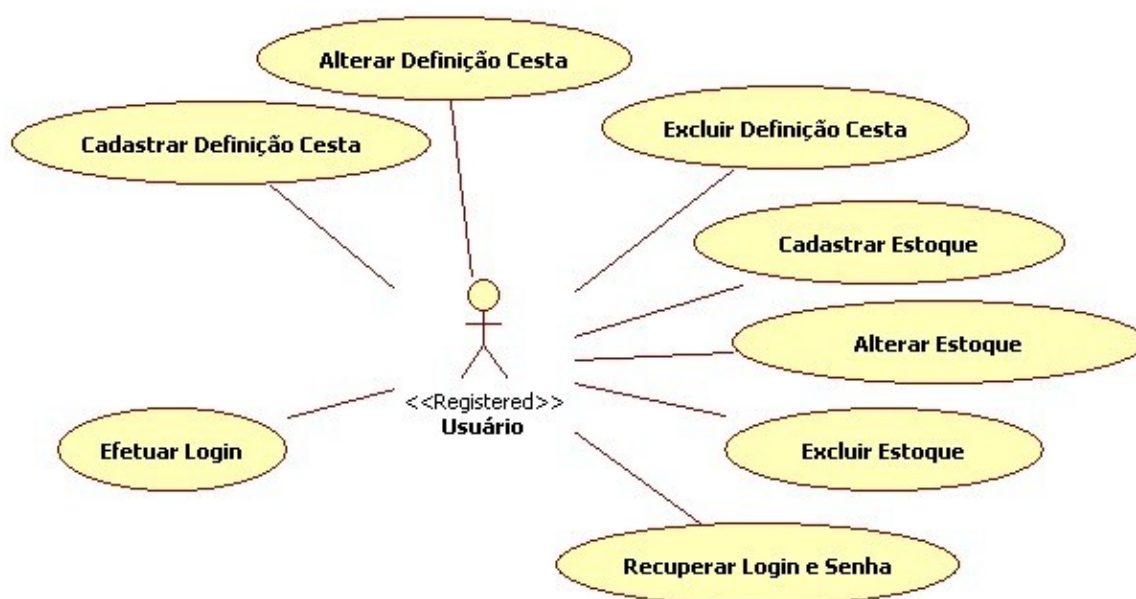 Alterar Definição Cesta
Cadastrar Definição Cesta
Excluir Definição Cesta
Cadastrar Estoque
Alterar Estoque
<<Registered>>
Usuário
Efetuar Login
Excluir Estoque
Recuperar Login e Senha